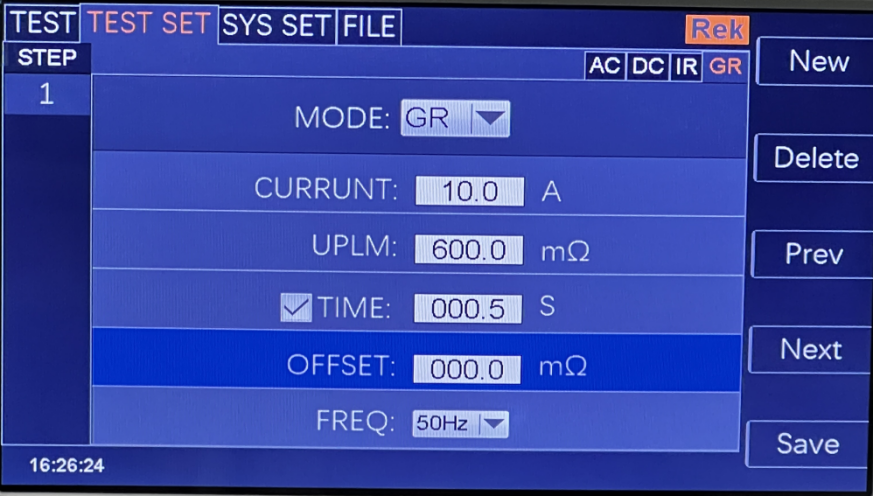 TEST TEST SET SYS SET FILE Rek
STEP AC DC IR GR New
1
MODE: GR
CURRUNT: 10.0 A Delete
UPLM: 600.0 mΩ Prev
TIME: 000.5 S
OFFSET: 000.0 mΩ Next
FREQ: 50Hz
Save
16:26:24